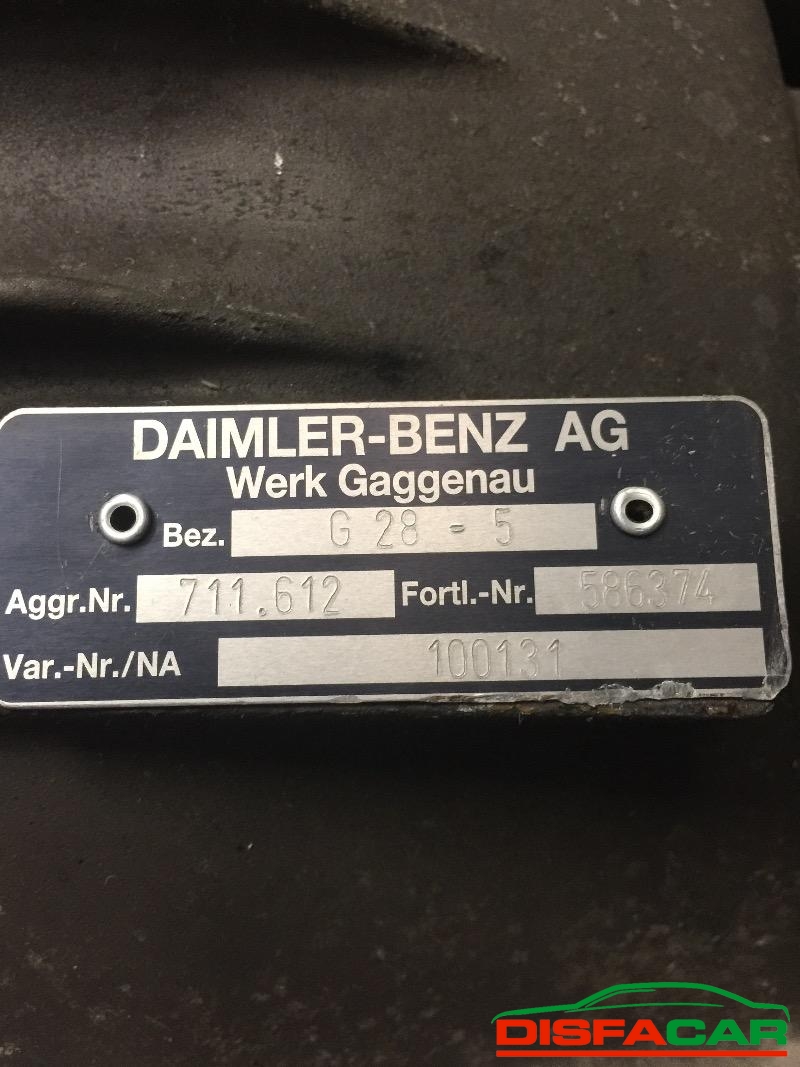 DAIMLER-BENZ AG
Werk Gaggenau
Bez. G 28 - 5
Aggr.Nr. 711.612 Fortl.-Nr. 586374
Var.-Nr./NA 100131
DISFACAR